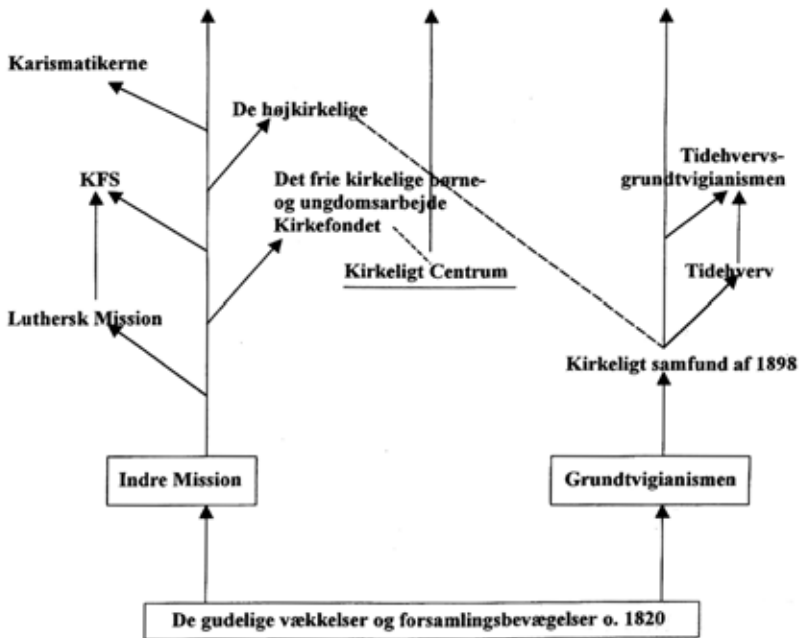 Karismatikerne
De højkirkelige
KFS
Det frie kirkelige børne-
og ungdomsarbejde
Kirkefondet
Tidehvervs-
grundtvigianismen
Kirkeligt Centrum
Tidehverv
Luthersk Mission
Kirkeligt samfund af 1898
Indre Mission
Grundtvigianismen
De gudelige vækkelser og forsamlingsbevægelser o. 1820